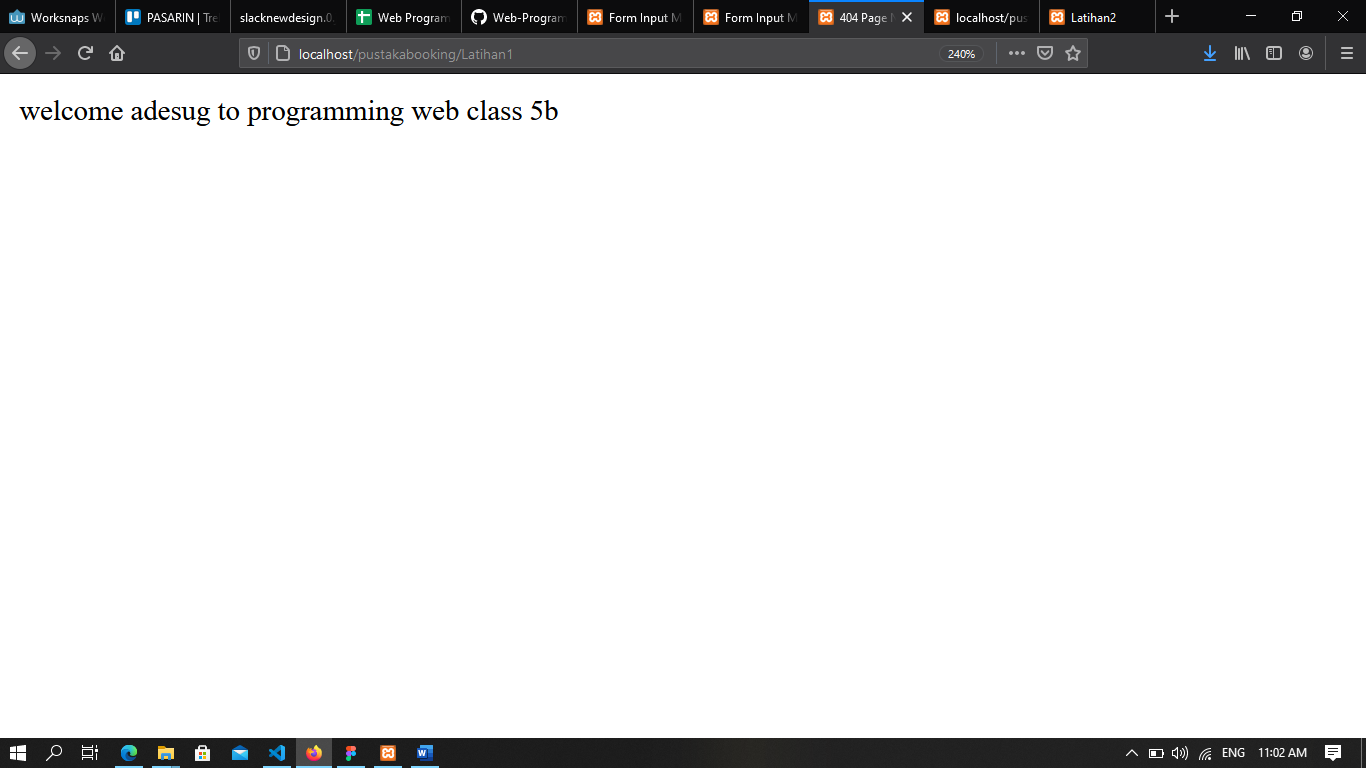 Worksnaps W
PASARIN | Tre
slacknewdesign.0
Web Program
Web-Program
Form Input M
Form Input M
404 Page N
localhost/pus
Latihan2
localhost/pustakabooking/Latihan1
240%
welcome adesug to programming web class 5b
ENG
11:02 AM